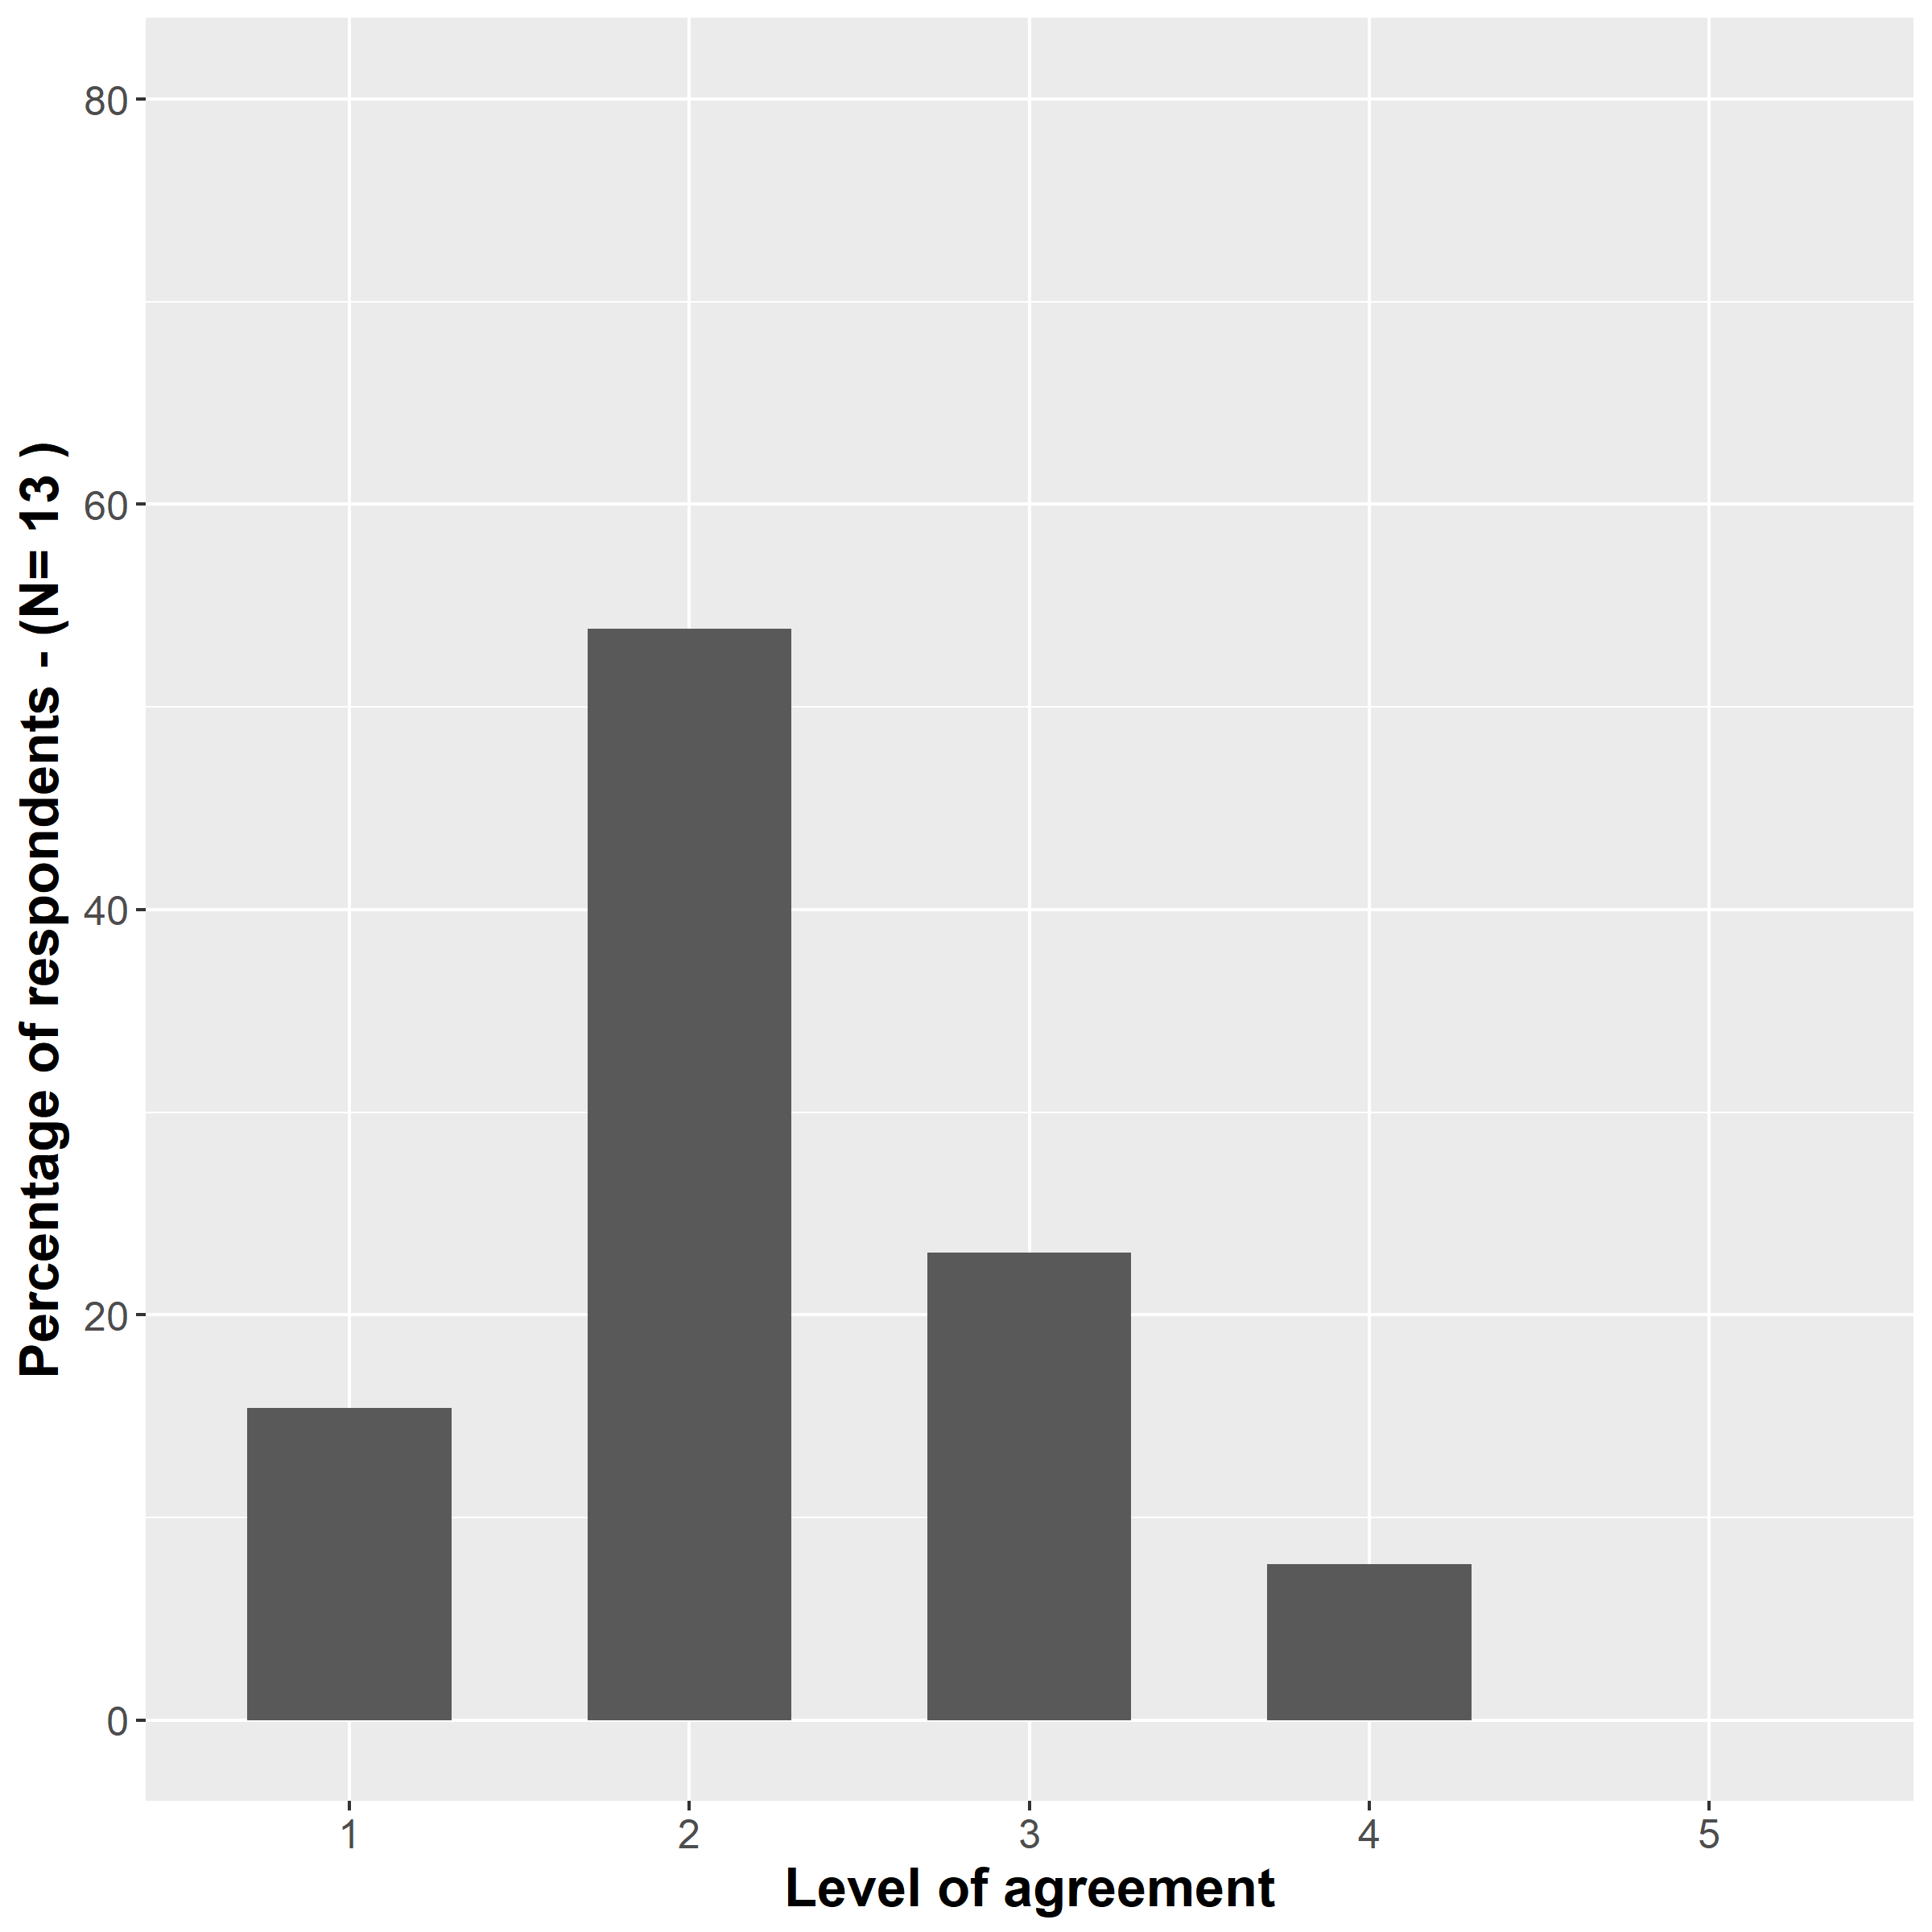 Percentage of respondents - (N= 13 )
80
60
40
20
0
1 2 3 4 5
Level of agreement